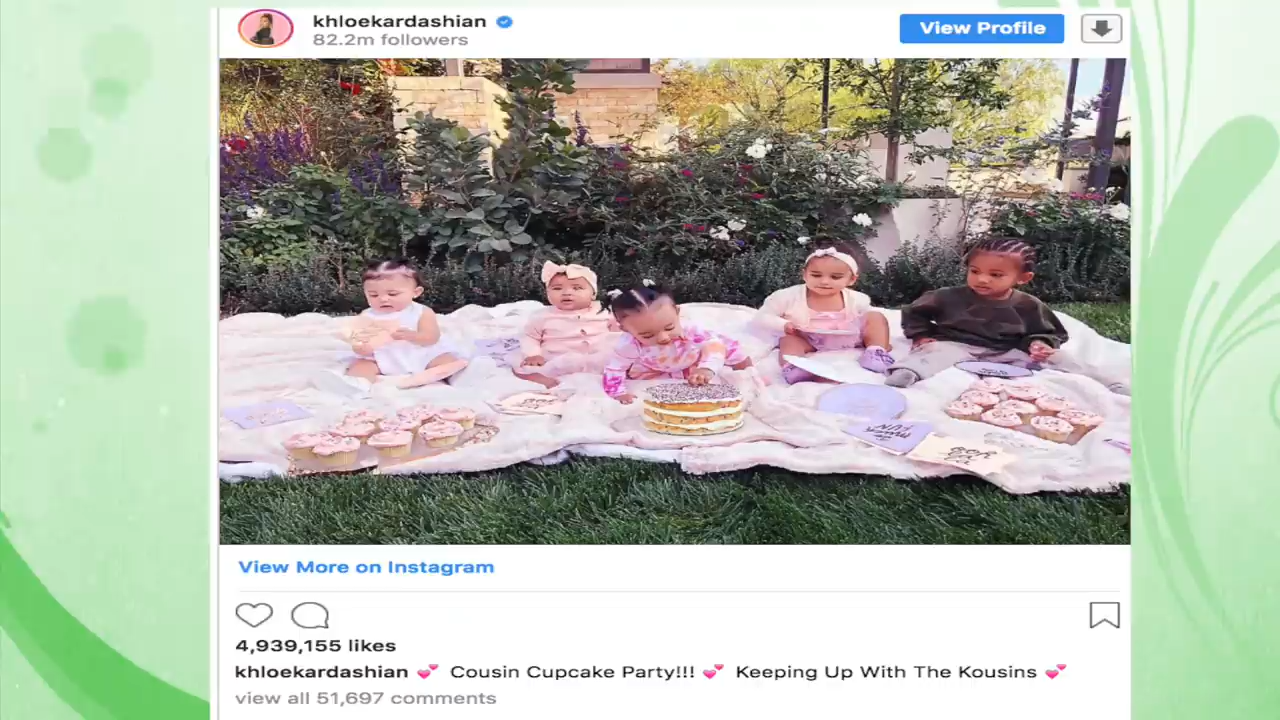 khloekardashian
82.2m followers
View Profile
View More on Instagram
4,939,155 likes
khloekardashian 💕 Cousin Cupcake Party!!! 💕 Keeping Up With The Kousins 💕
view all 51,697 comments